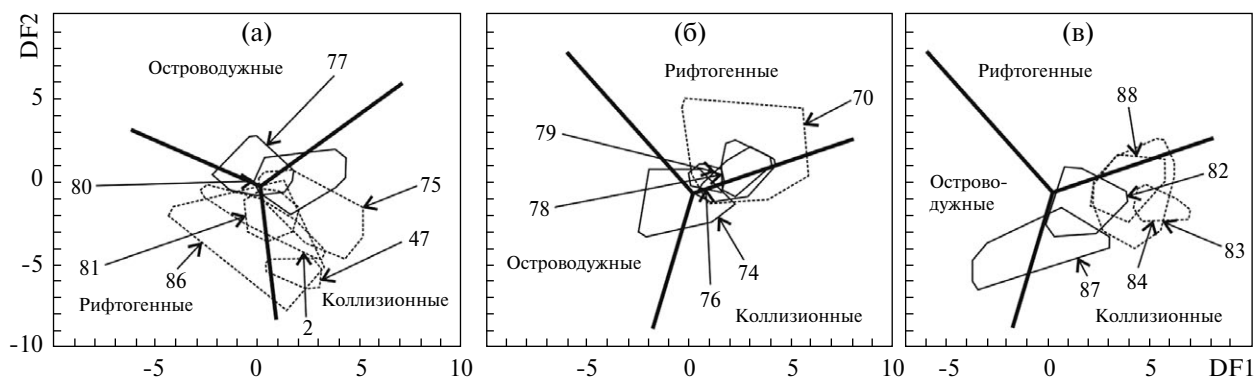 DF2
(а)
Островодужные
77
5
0
80
75
81
47
86
Рифтогенные
Коллизионные
2
-5
-10
-5
0
5
10
(б)
Рифтогенные
70
79
78
Островодужные
74
76
Коллизионные
-5
0
5
10
(в)
Рифтогенные
88
Острово-
дужные
82
83
84
87
Коллизионные
-5
0
5
DF1